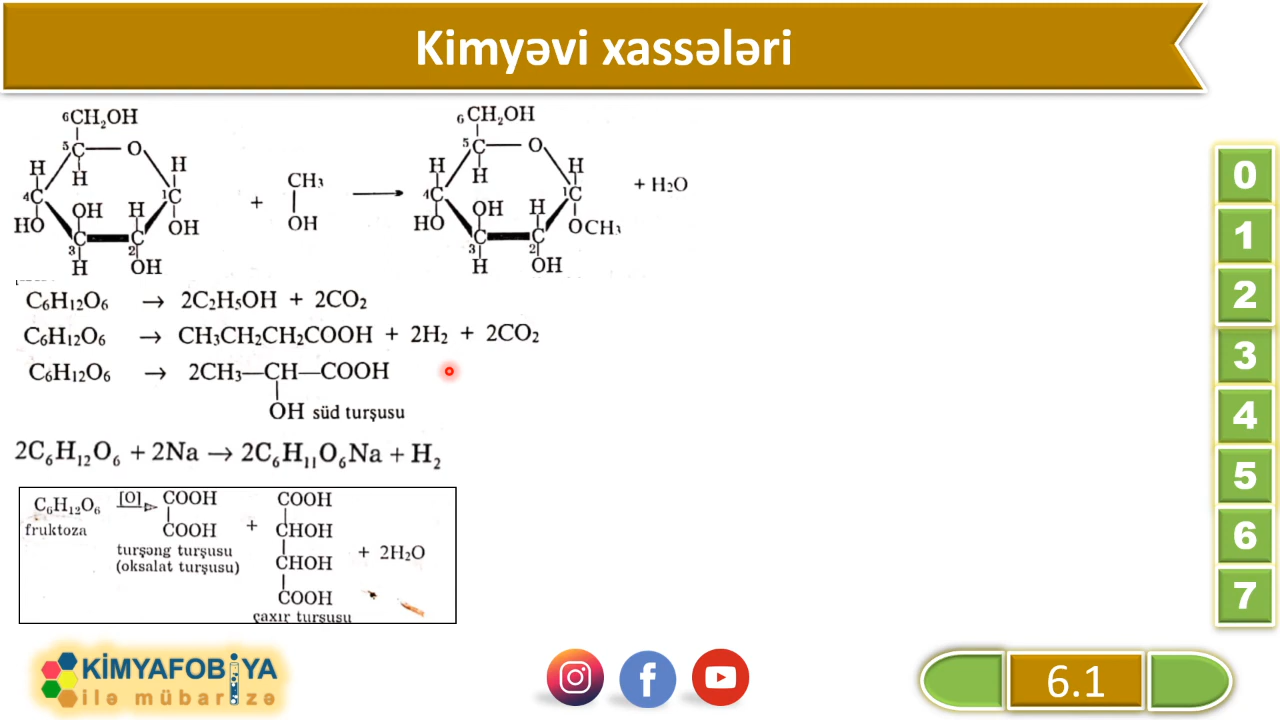 Kimyəvi xassələri
6CH2OH
5C — O
H H H
4C 1C
HO OH H OH
3C 2C
H OH
+
CH3
OH
→
6CH2OH
5C — O
H H H
4C 1C
HO OH H OCH3
3C 2C
H OH
+ H2O
C6H12O6 → 2C2H5OH + 2CO2
C6H12O6 → CH3CH2CH2COOH + 2H2 + 2CO2
C6H12O6 → 2CH3—CH—COOH
OH süd turşusu
2C6H12O6 + 2Na → 2C6H11O6Na + H2
C6H12O6 [O] COOH COOH
fruktoza COOH + CHOH
turşəng turşusu CHOH + 2H2O
(oksalat turşusu) COOH
çaxır turşusu
0
1
2
3
4
5
6
7
KİMYAFOBİYA
ilə mübarizə
6.1